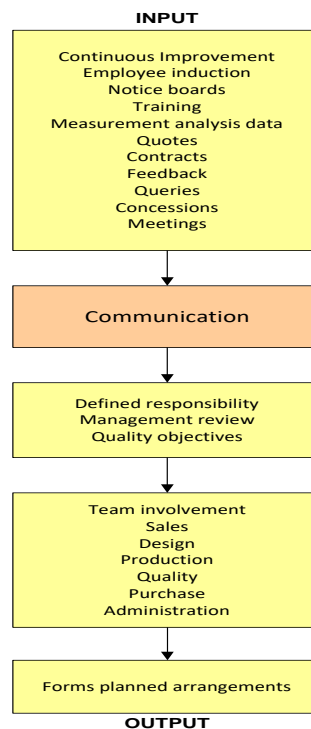 INPUT
Continuous Improvement
Employee induction
Notice boards
Training
Measurement analysis data
Quotes
Contracts
Feedback
Queries
Concessions
Meetings
Communication
Defined responsibility
Management review
Quality objectives
Team involvement
Sales
Design
Production
Quality
Purchase
Administration
Forms planned arrangements
OUTPUT